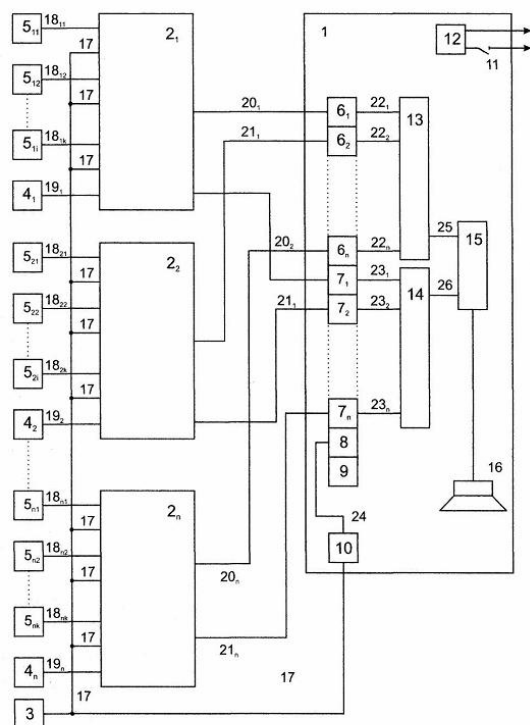 5₁₁ 18₁₁ 17 2₁ 1 12 11
5₁₂ 18₁₂ 17 20₁ 6₁ 22₁ 13
21₁ 6₂ 22₂
5₁ᵢ 18₁ₖ 17
4₁ 19₁
20₂ 6ₙ 22ₙ 25 15
5₂₁ 18₂₁ 17 2₂ 7₁ 23₁ 26
5₂₂ 18₂₂ 17 21₁ 7₂ 23₂ 14
5₂ᵢ 18₂ₖ 17
4₂ 19₂ 7ₙ 23ₙ
8
9 16
5ₙ₁ 18ₙ₁ 17 2ₙ
24
5ₙ₂ 18ₙ₂ 17 20ₙ 10
5ₙₖ 18ₙₖ 17
21ₙ
4ₙ 19ₙ 17
17
3